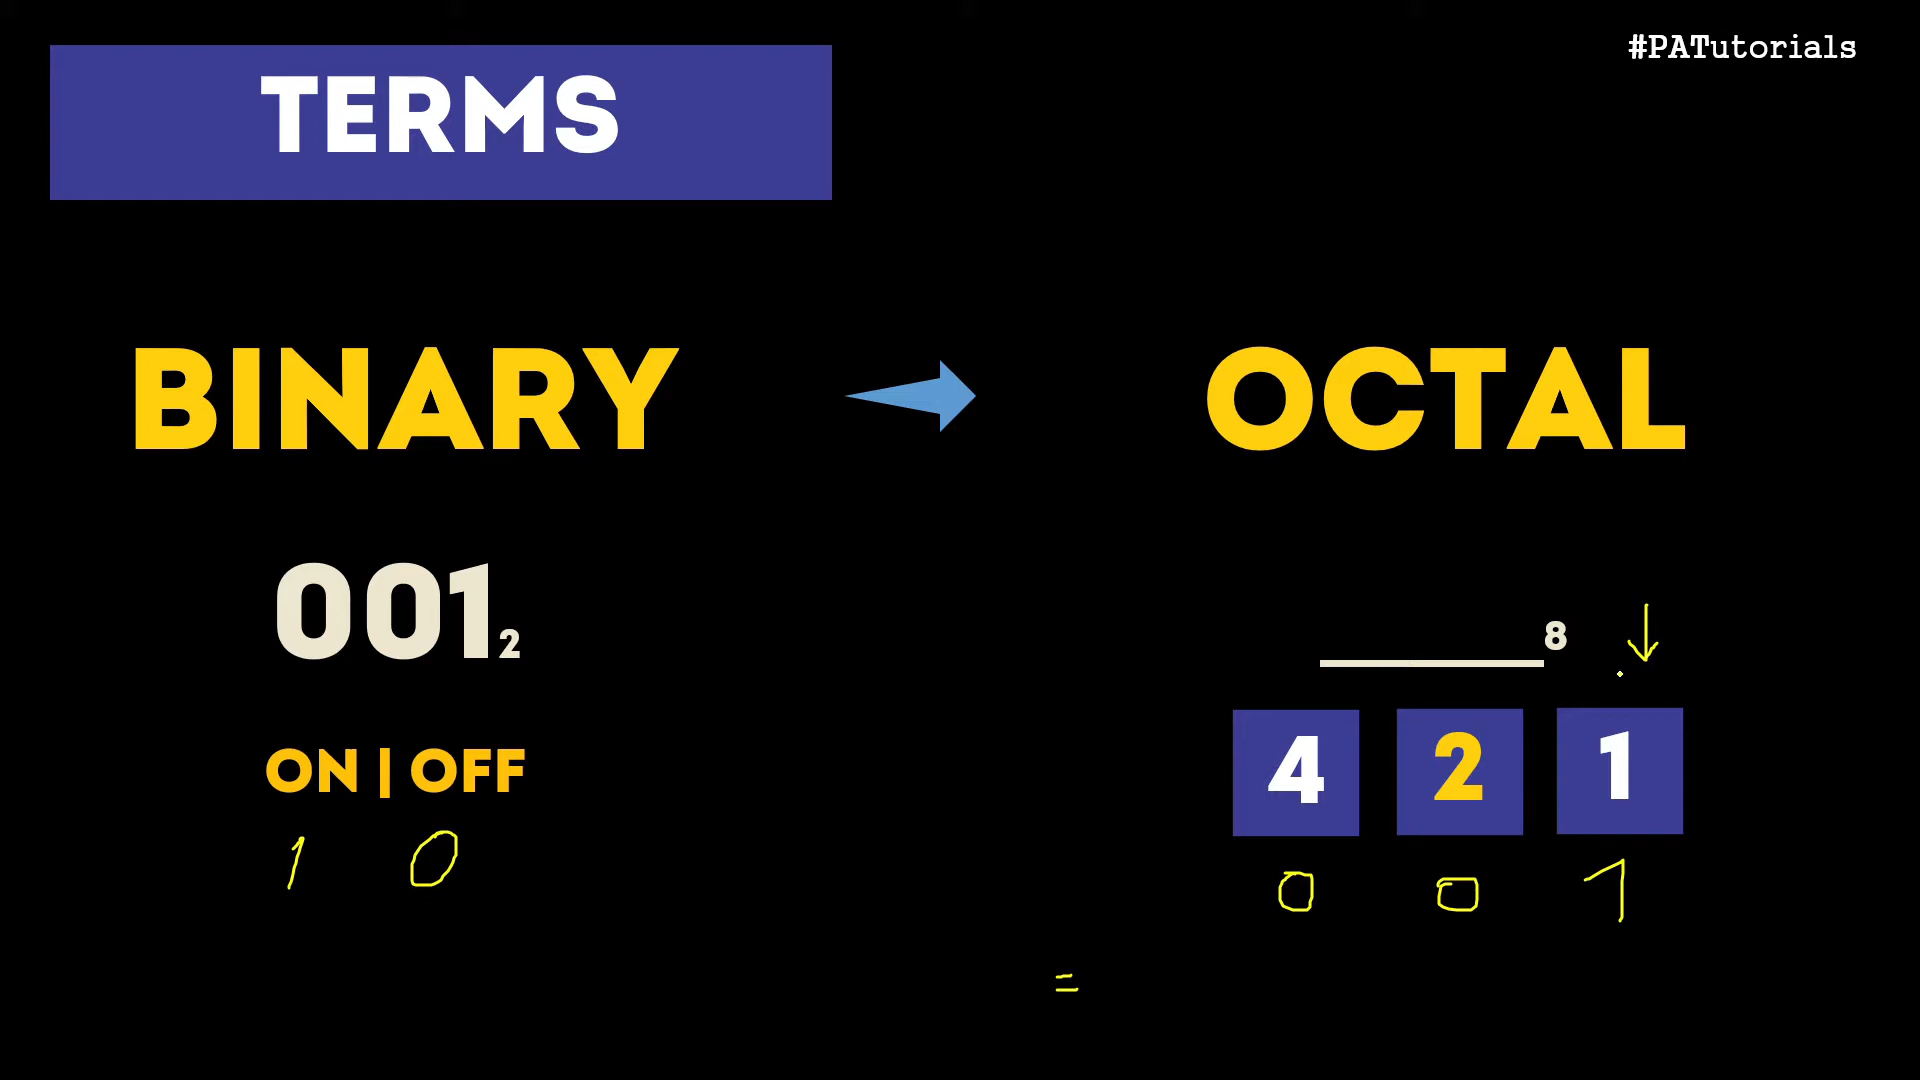 #PATutorials
TERMS
BINARY OCTAL
001₂
8
4 2 1
ON | OFF
1 0
0 0 1
=